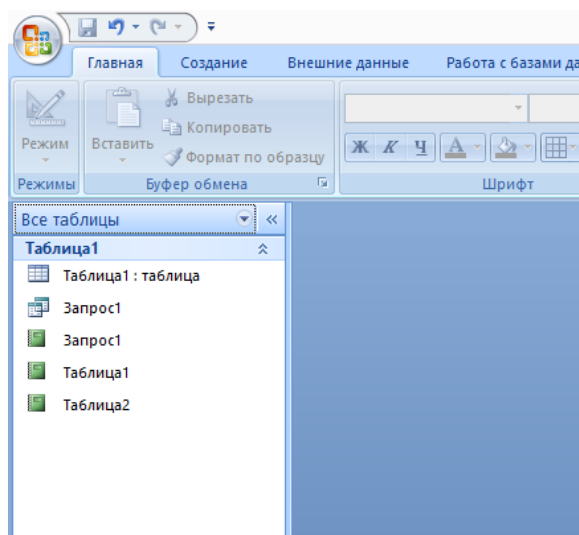 Главная Создание Внешние данные Работа с базами да
Режим
Вставить
Вырезать
Копировать
Формат по образцу
Ж К Ч А
Режимы Буфер обмена Шрифт
Все таблицы
Таблица1
Таблица1 : таблица
Запрос1
Запрос1
Таблица1
Таблица2